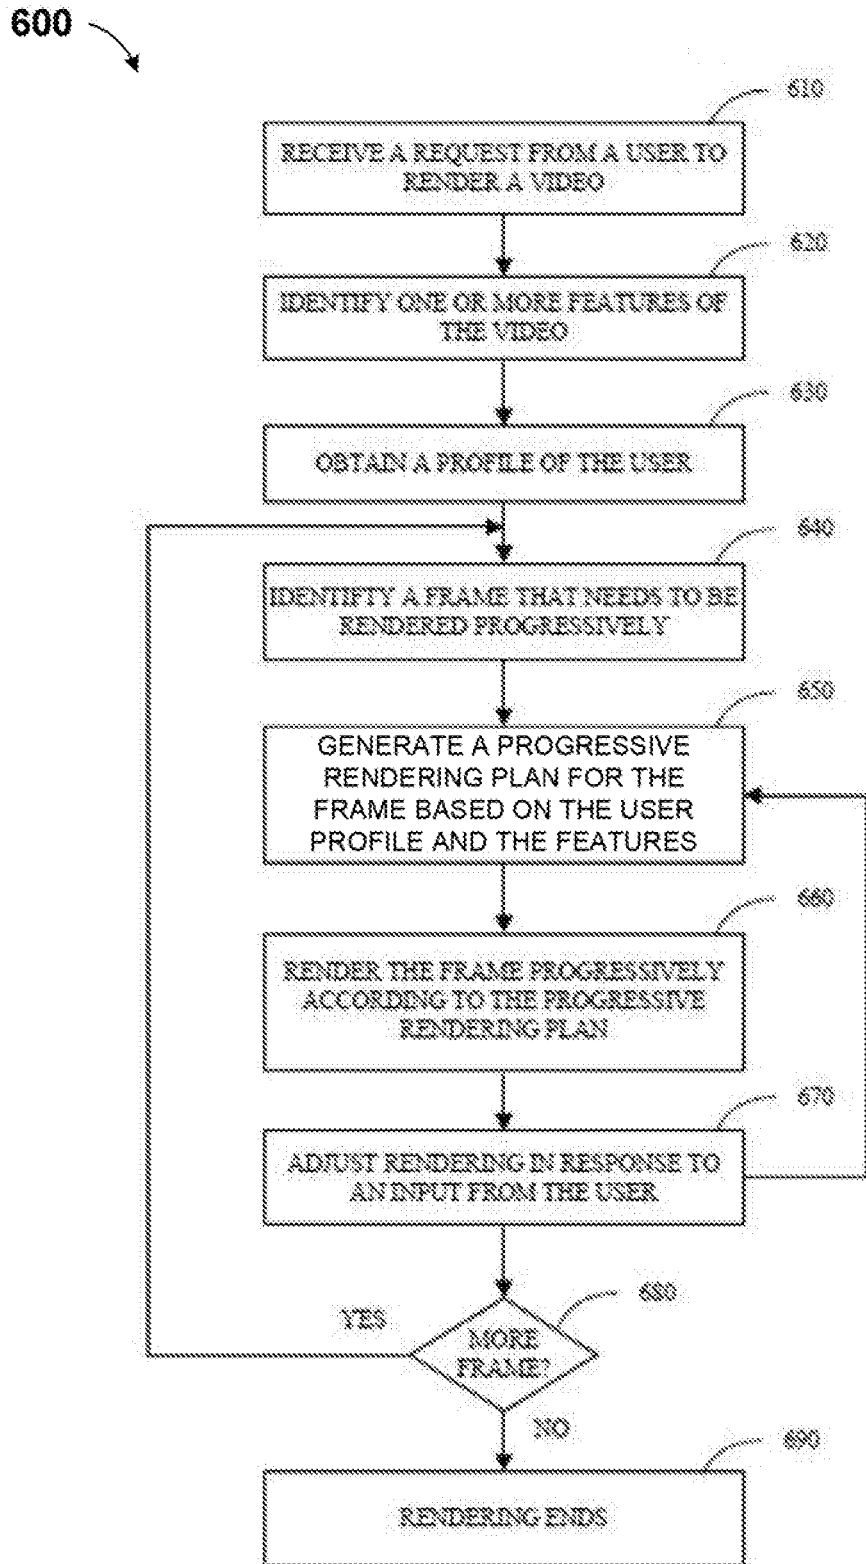 600
610
RECEIVE A REQUEST FROM A USER TO
RENDER A VIDEO
620
IDENTIFY ONE OR MORE FEATURES OF
THE VIDEO
630
OBTAIN A PROFILE OF THE USER
640
IDENTIFTY A FRAME THAT NEEDS TO BE
RENDERED PROGRESSIVELY
650
GENERATE A PROGRESSIVE
RENDERING PLAN FOR THE
FRAME BASED ON THE USER
PROFILE AND THE FEATURES
660
RENDER THE FRAME PROGRESSIVELY
ACCORDING TO THE PROGRESSIVE
RENDERING PLAN
670
ADJUST RENDERING IN RESPONSE TO
AN INPUT FROM THE USER
680
YES
MORE
FRAME?
NO
690
RENDERING ENDS